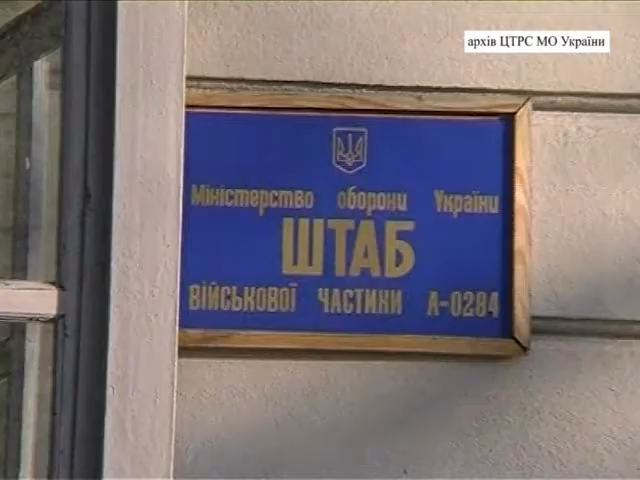 архів ЦТРС МО України
Міністерство оборони України
ШТАБ
ВІЙСЬКОВОЇ ЧАСТИНИ А-0284